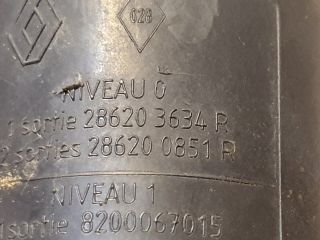 028
NIVEAU 0
1 sortie 28620 3634 R
2 sorties 28620 0851 R
NIVEAU 1
1 sortie 8200067015